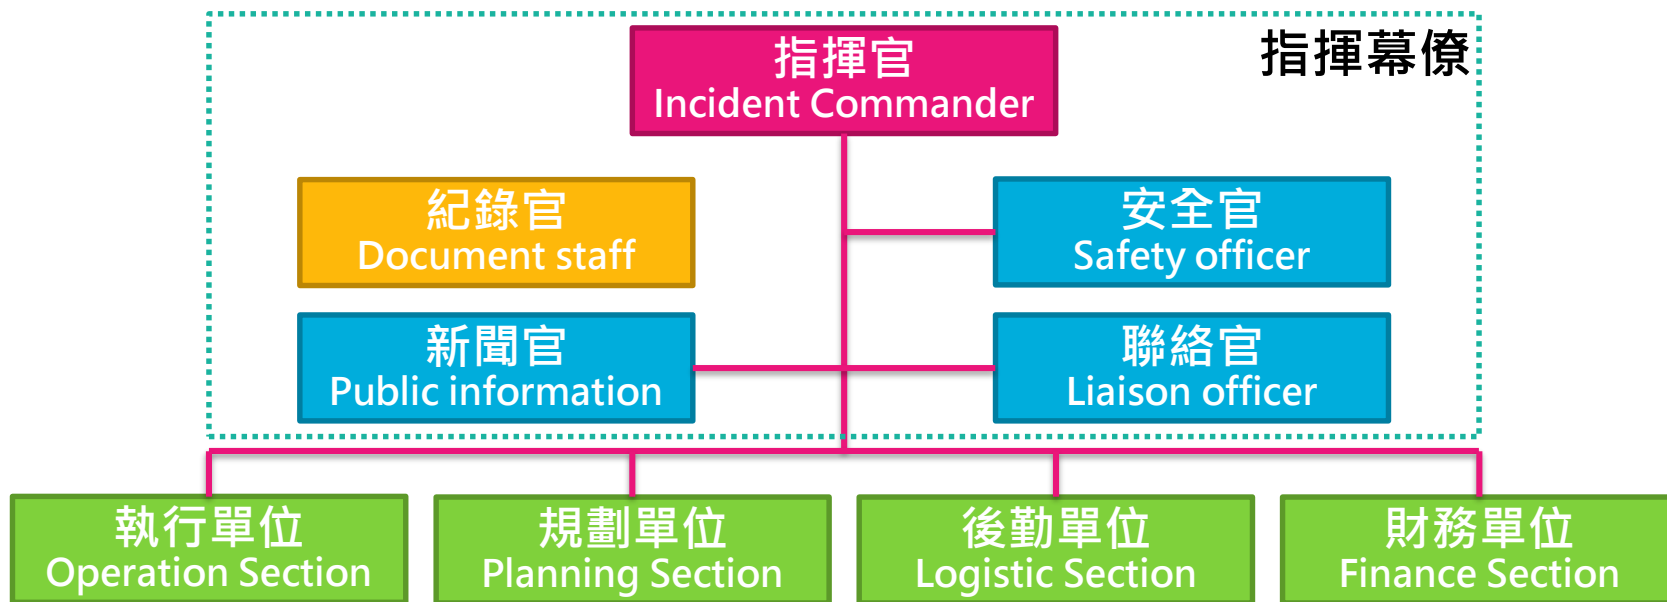 指揮幕僚
指揮官
Incident Commander
紀錄官
Document staff
安全官
Safety officer
新聞官
Public information
聯絡官
Liaison officer
執行單位
Operation Section
規劃單位
Planning Section
後勤單位
Logistic Section
財務單位
Finance Section